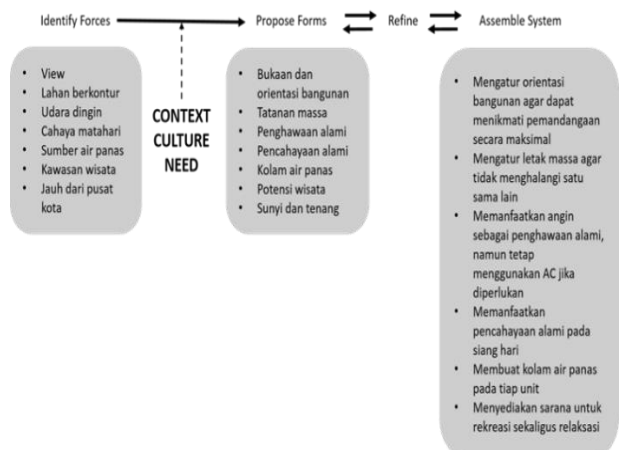 Identify Forces
Propose Forms
Refine
Assemble System
• View
• Lahan berkontur
• Udara dingin
• Cahaya matahari
• Sumber air panas
• Kawasan wisata
• Jauh dari pusat
kota
CONTEXT
CULTURE
NEED
• Bukaan dan
orientasi bangunan
• Tatanan massa
• Penghawaan alami
• Pencahayaan alami
• Kolam air panas
• Potensi wisata
• Sunyi dan tenang
• Mengatur orientasi
bangunan agar dapat
menikmati pemandangaan
secara maksimal
• Mengatur letak massa agar
tidak menghalangi satu
sama lain
• Memanfaatkan angin
sebagai penghawaan alami,
namun tetap
menggunakan AC jika
diperlukan
• Memanfaatkan
pencahayaan alami pada
siang hari
• Membuat kolam air panas
pada tiap unit
• Menyediakan sarana untuk
rekreasi sekaligus relaksasi